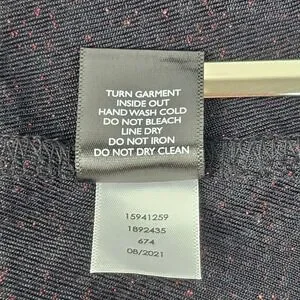 TURN GARMENT
INSIDE OUT
HAND WASH COLD
DO NOT BLEACH
LINE DRY
DO NOT IRON
DO NOT DRY CLEAN
15941259
1892435
674
08/2021